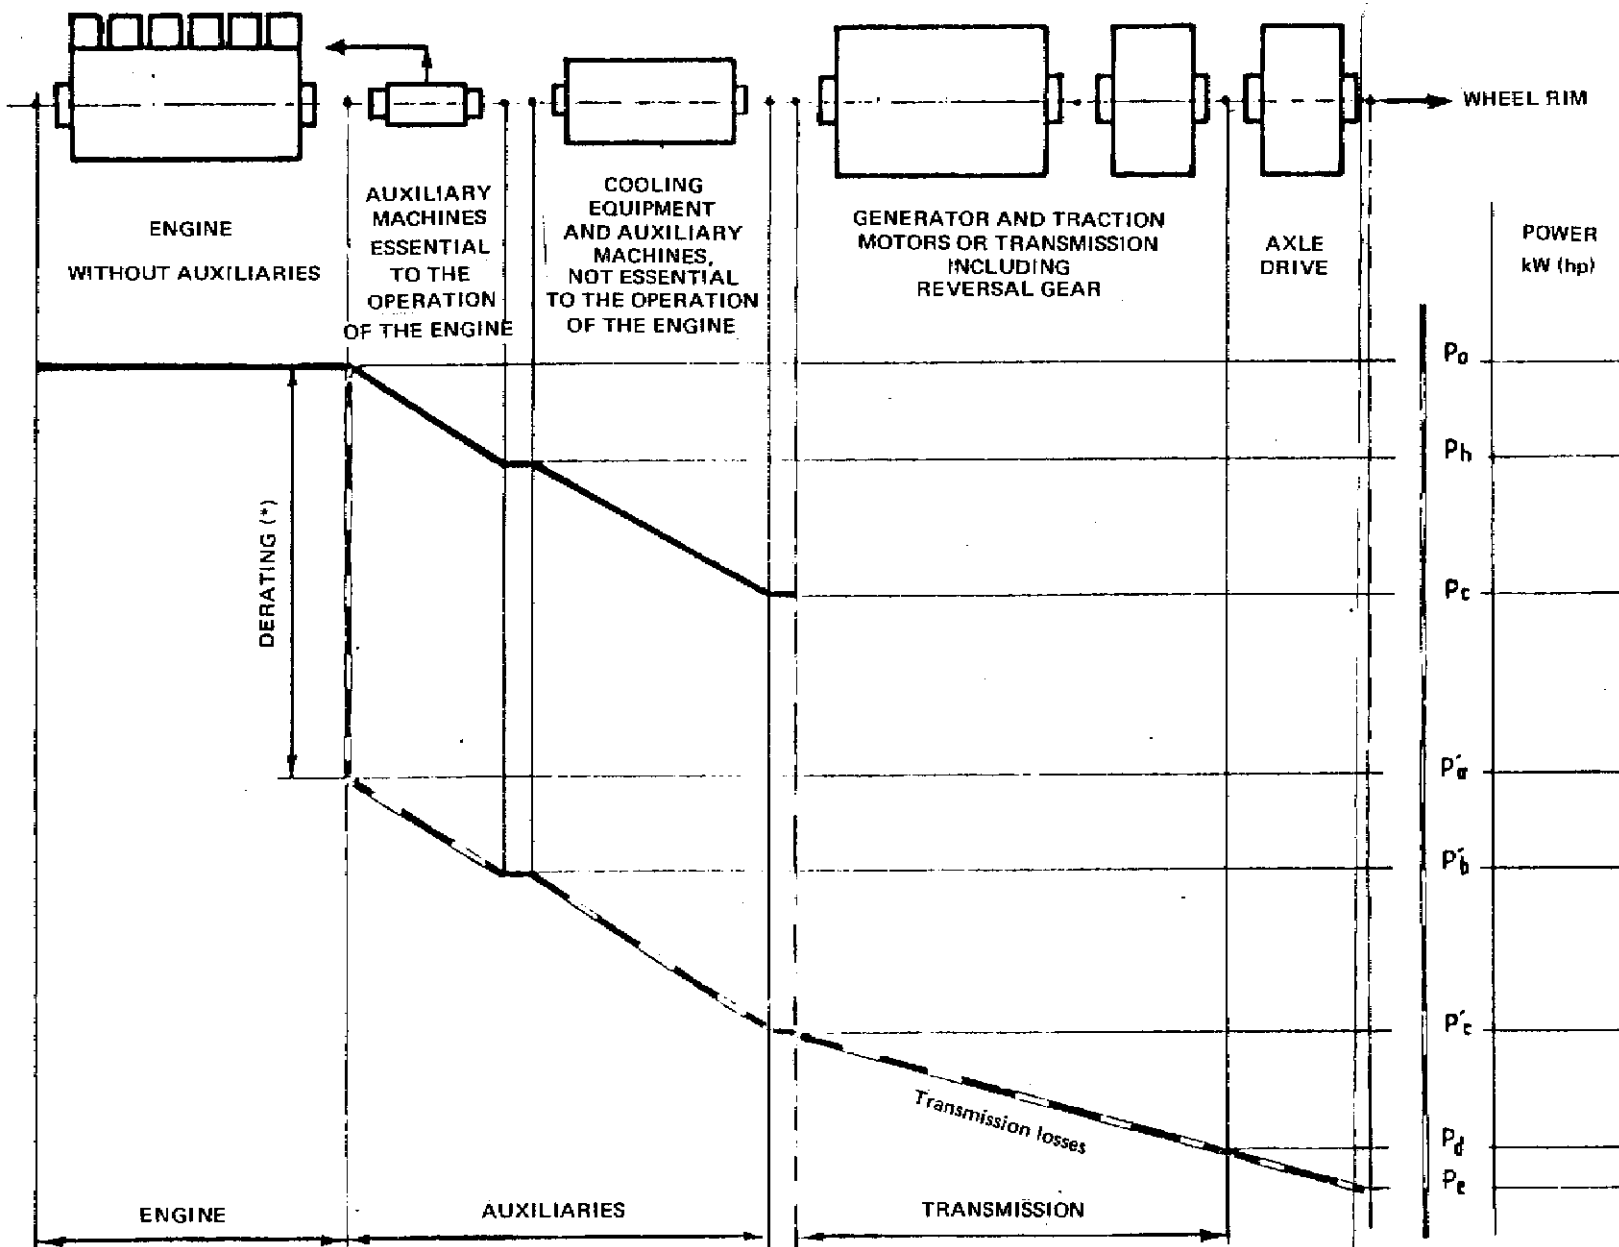 WHEEL RIM
ENGINE
WITHOUT AUXILIARIES
AUXILIARY
MACHINES
ESSENTIAL
TO THE
OPERATION
OF THE ENGINE
COOLING
EQUIPMENT
AND AUXILIARY
MACHINES,
NOT ESSENTIAL
TO THE OPERATION
OF THE ENGINE
GENERATOR AND TRACTION
MOTORS OR TRANSMISSION
INCLUDING
REVERSAL GEAR
AXLE
DRIVE
POWER
kW (hp)
Pa
Pb
Pc
DERATING (*)
P'a
P'b
P'c
Transmission losses
Pd
Pe
ENGINE
AUXILIARIES
TRANSMISSION